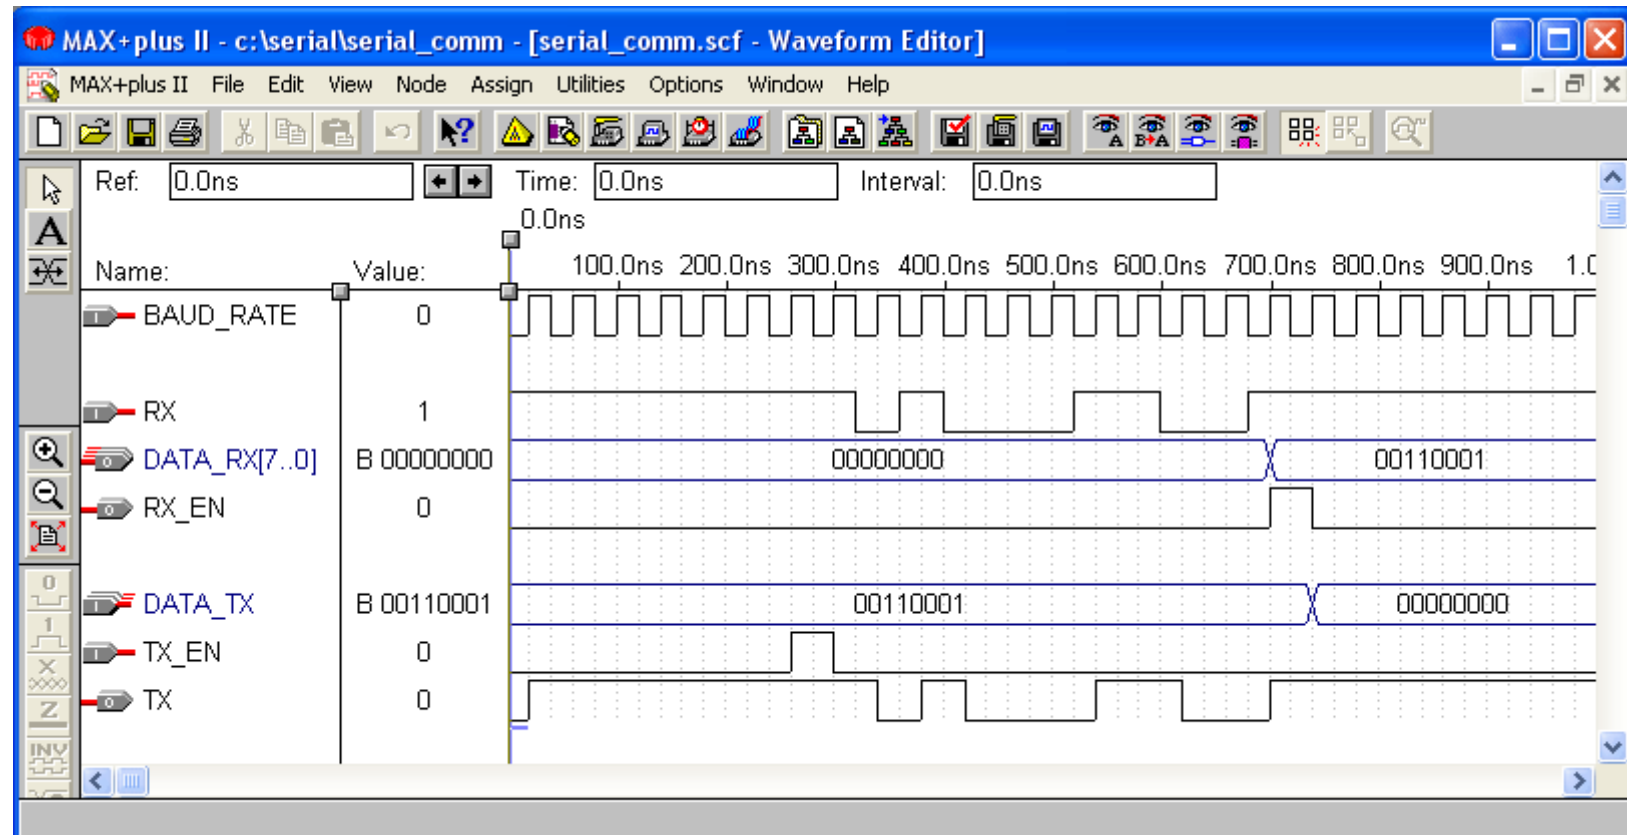 MAX+plus II - c:\serial\serial_comm - [serial_comm.scf - Waveform Editor]
MAX+plus II File Edit View Node Assign Utilities Options Window Help
Ref: 0.0ns Time: 0.0ns Interval: 0.0ns
0.0ns
Name: Value: 100.0ns 200.0ns 300.0ns 400.0ns 500.0ns 600.0ns 700.0ns 800.0ns 900.0ns 1.0
BAUD_RATE 0
RX 1
DATA_RX[7..0] B 00000000 00000000 00110001
RX_EN 0
DATA_TX B 00110001 00110001 00000000
TX_EN 0
TX 0